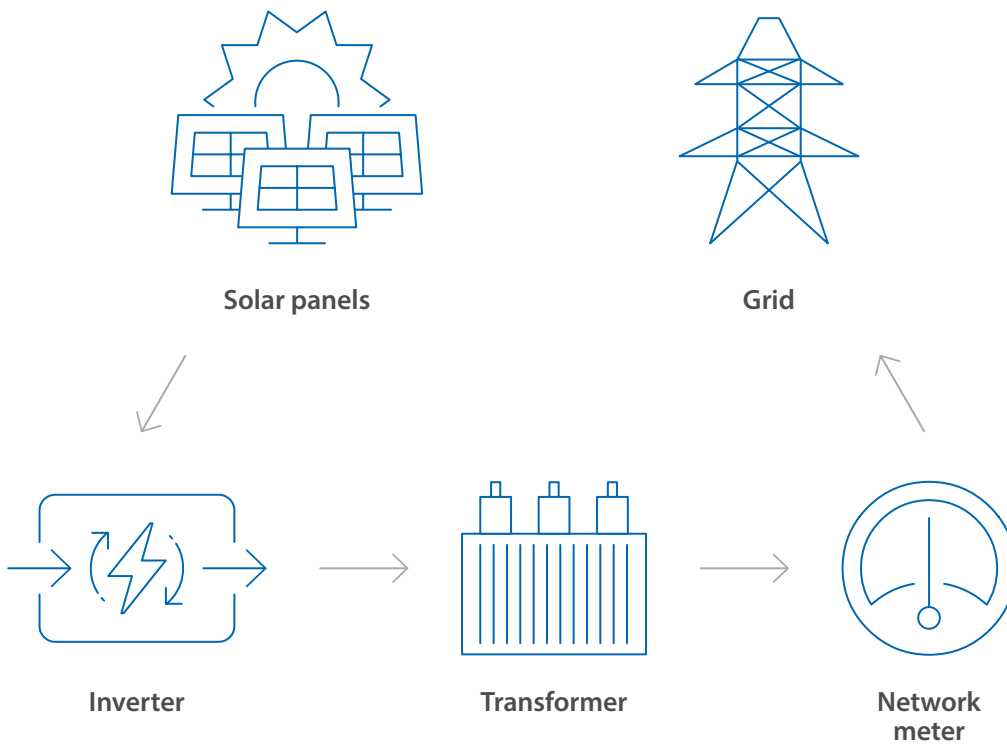 Solar panels
Grid
Inverter
Transformer
Network
meter